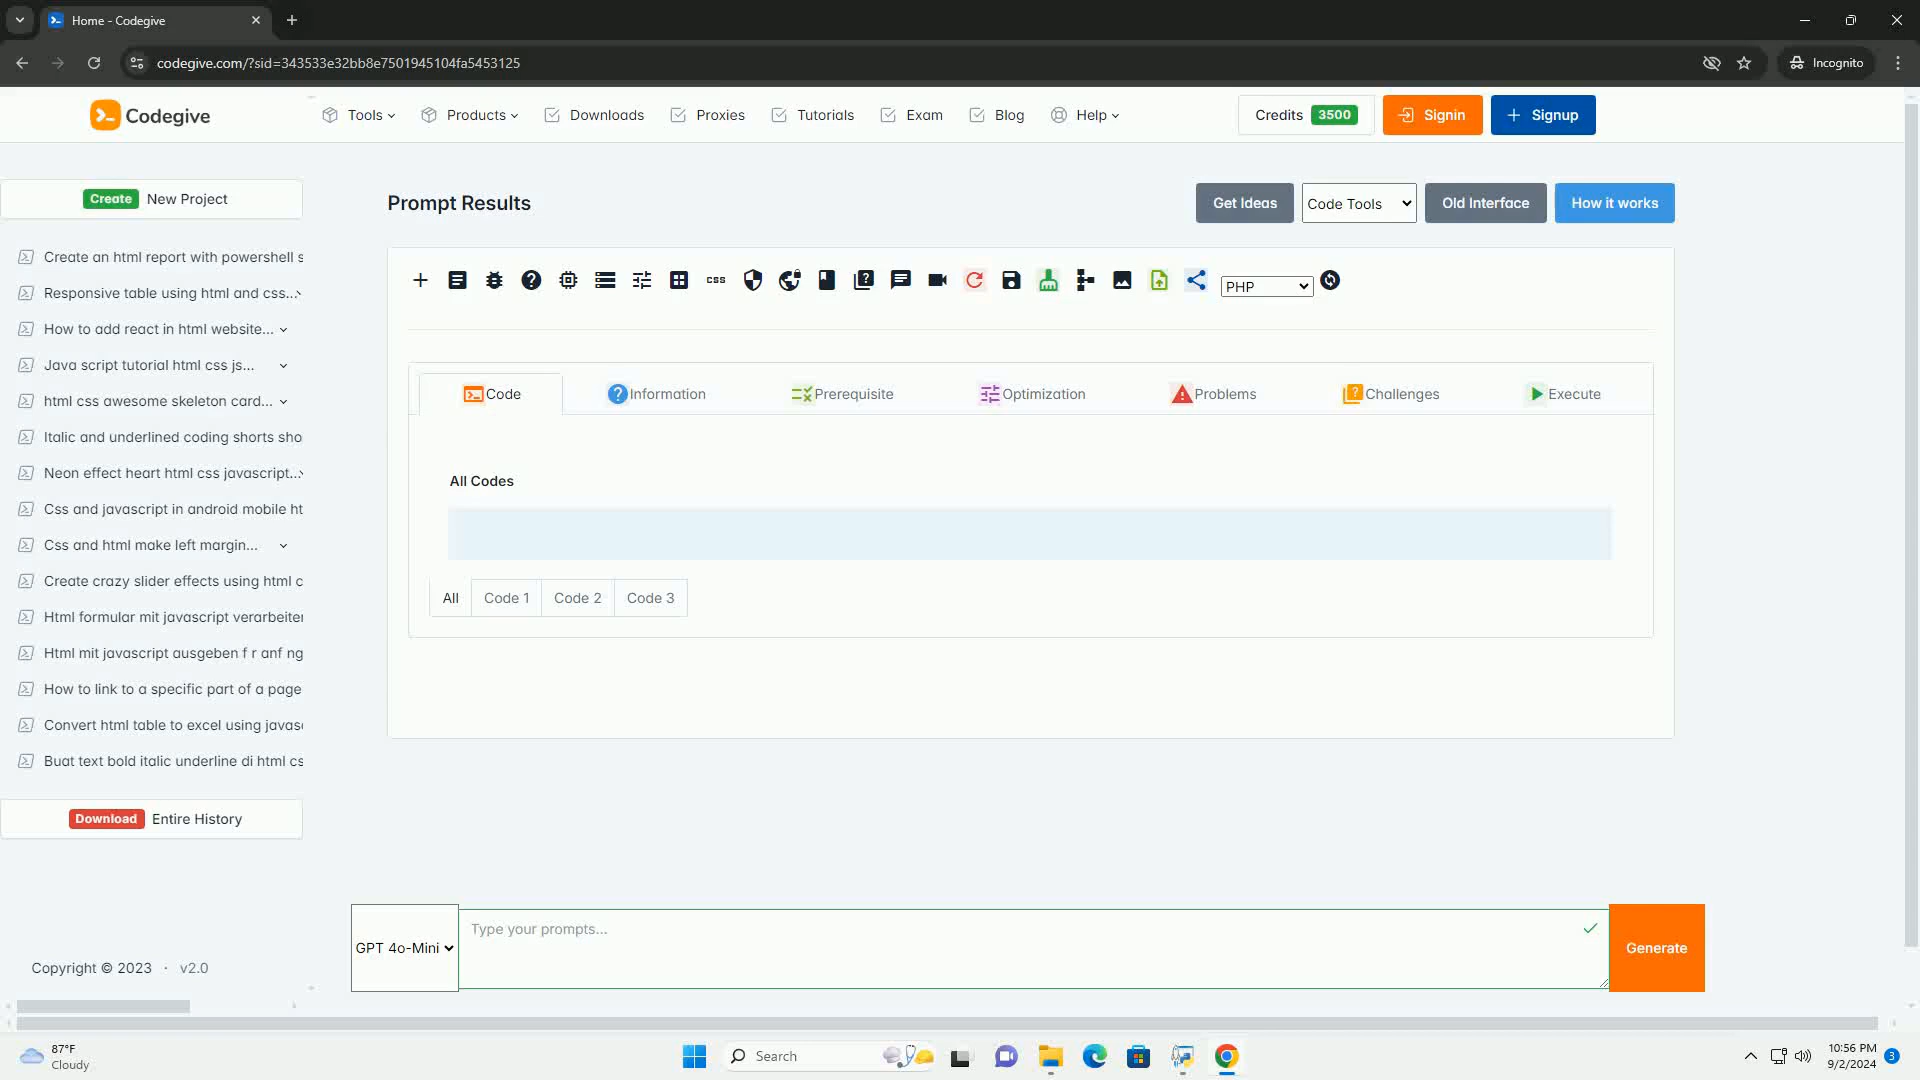 Home - Codegive
codegive.com/?sid=343533e32bb8e7501945104fa5453125
Incognito
Codegive
Tools
Products
Downloads
Proxies
Tutorials
Exam
Blog
Help
Credits 3500
Signin
Signup
Create New Project
Create an html report with powershell s
Responsive table using html and css...
How to add react in html website...
Java script tutorial html css js...
html css awesome skeleton card...
Italic and underlined coding shorts sho
Neon effect heart html css javascript...
Css and javascript in android mobile ht
Css and html make left margin...
Create crazy slider effects using html c
Html formular mit javascript verarbeiter
Html mit javascript ausgeben f r anf ng
How to link to a specific part of a page
Convert html table to excel using javasc
Buat text bold italic underline di html cs
Download Entire History
Copyright © 2023 · v2.0
Prompt Results
Get Ideas
Code Tools
Old Interface
How it works
css
PHP
Code
Information
Prerequisite
Optimization
Problems
Challenges
Execute
All Codes
All
Code 1
Code 2
Code 3
GPT 4o-Mini
Type your prompts...
Generate
87°F
Cloudy
Search
10:56 PM
9/2/2024
3